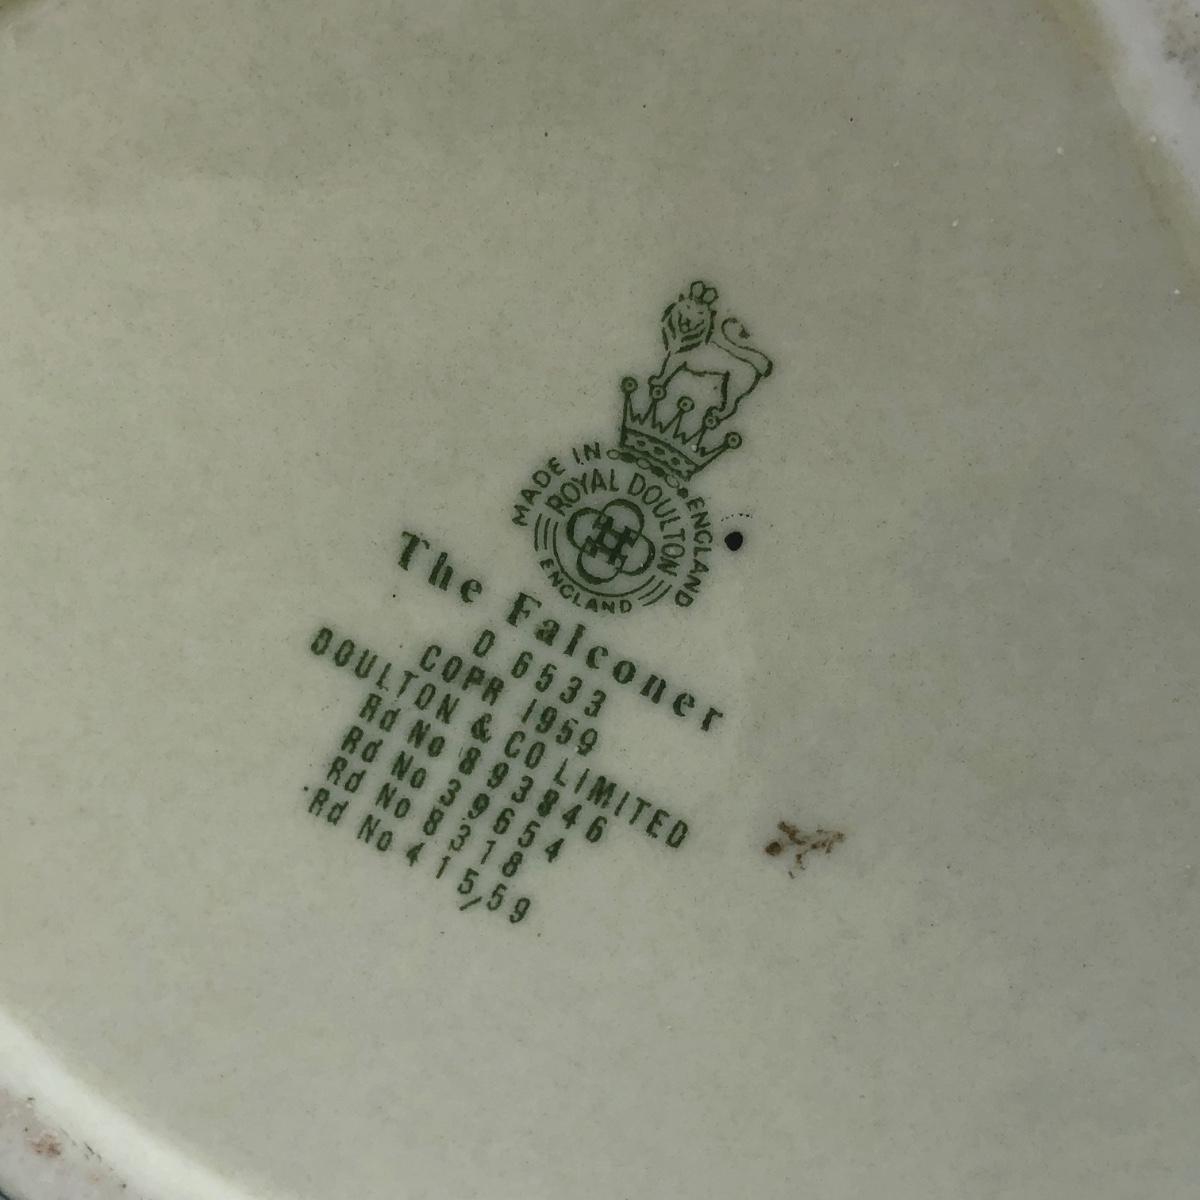 MADE IN ENGLAND
ROYAL DOULTON
ENGLAND
The Falconer
D 6533
COPR 1959
DOULTON & CO LIMITED
Rd No 893846
Rd No 39654
Rd No 8318
Rd No 415/59